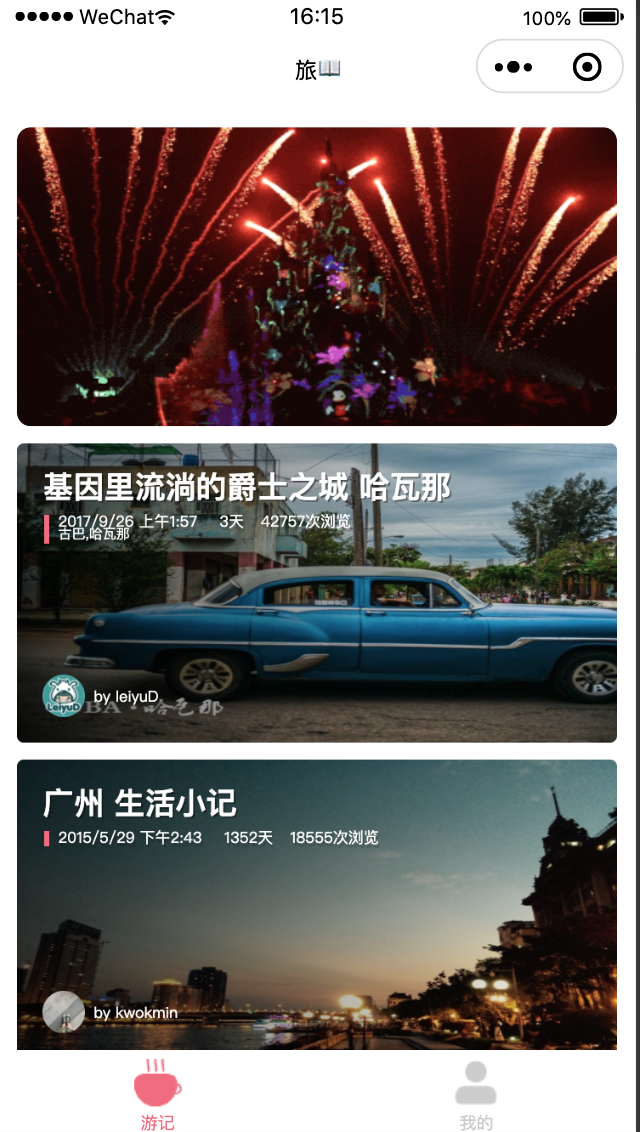 WeChat
16:15
100%
旅📖
基因里流淌的爵士之城 哈瓦那
2017/9/26 上午1:57 3天 42757次浏览
古巴,哈瓦那
LeiyuD
by leiyuD
BA·哈瓦那
广州 生活小记
2015/5/29 下午2:43 1352天 18555次浏览
by kwokmin
游记
我的